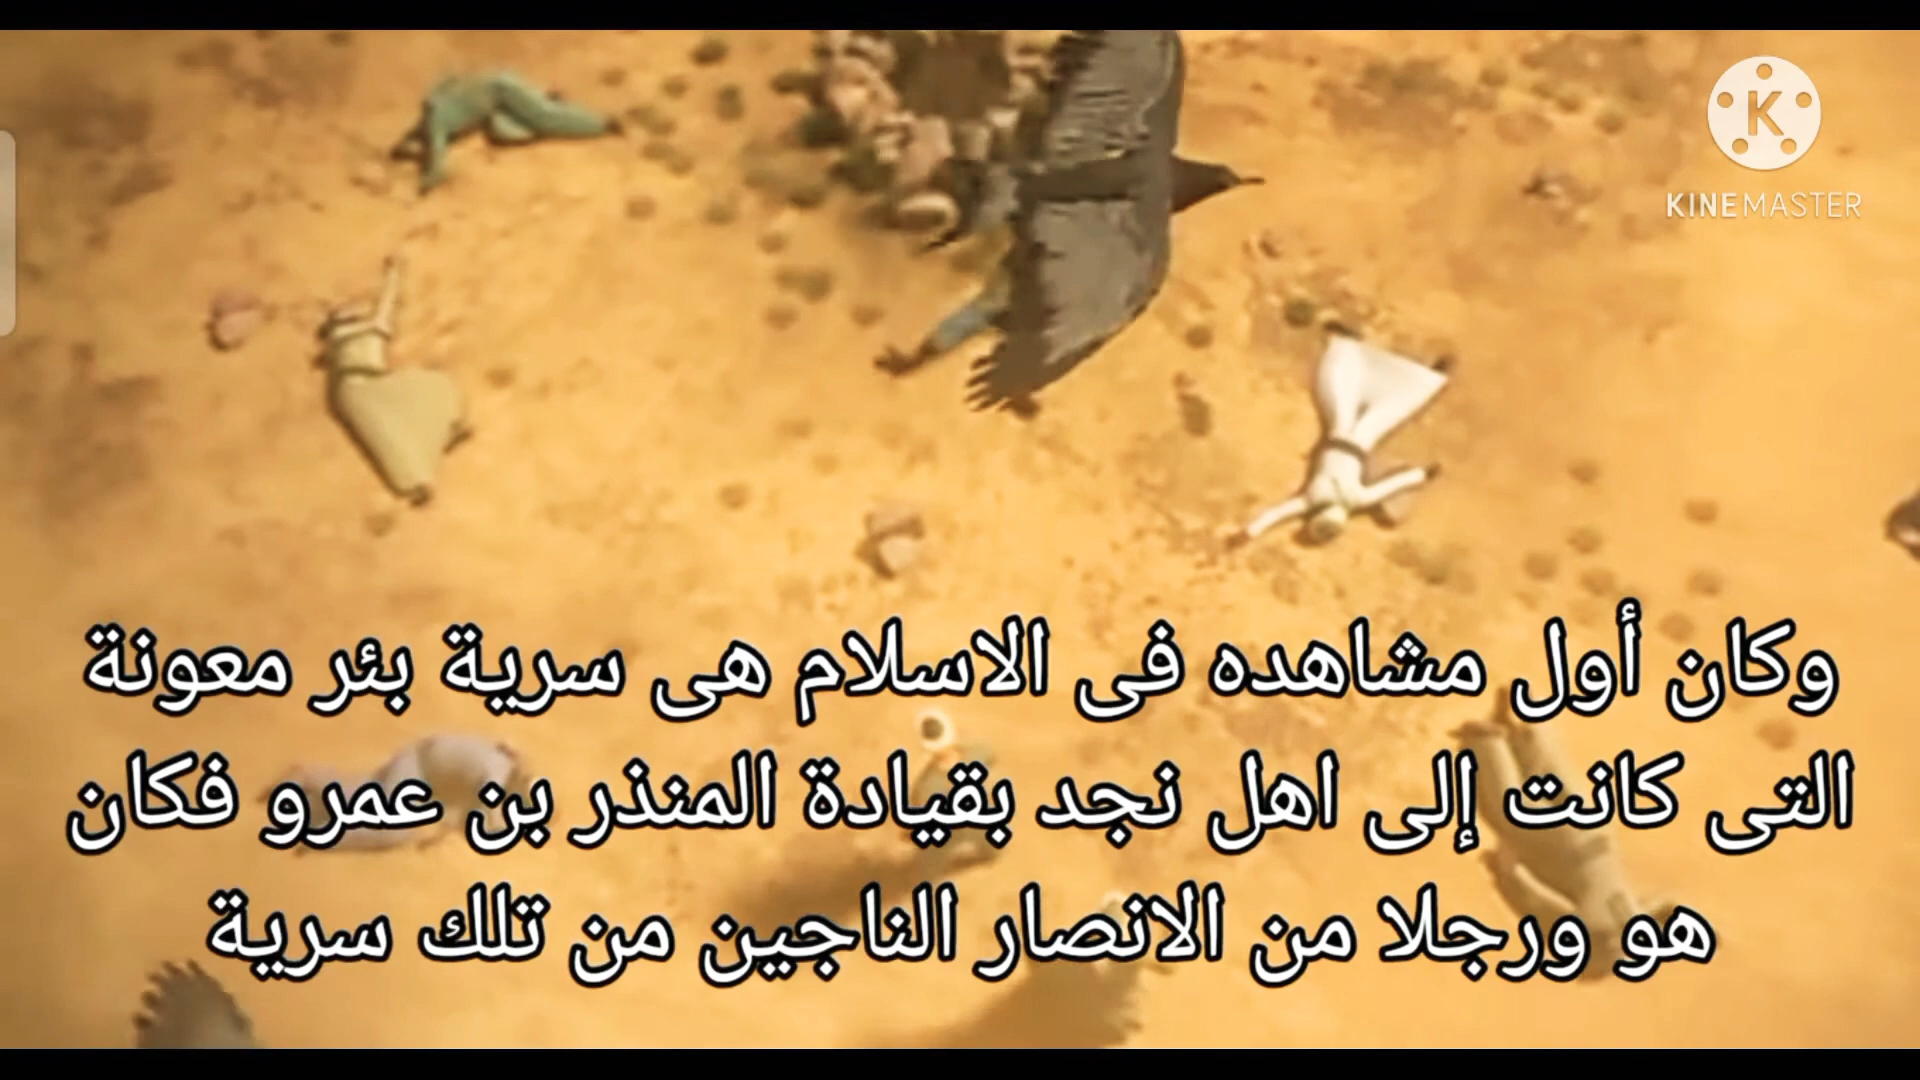 KINEMASTER
وكان أول مشاهده فى الاسلام هى سرية بئر معونة
التى كانت إلى اهل نجد بقيادة المنذر بن عمرو فكان
هو ورجلا من الانصار الناجين من تلك سرية